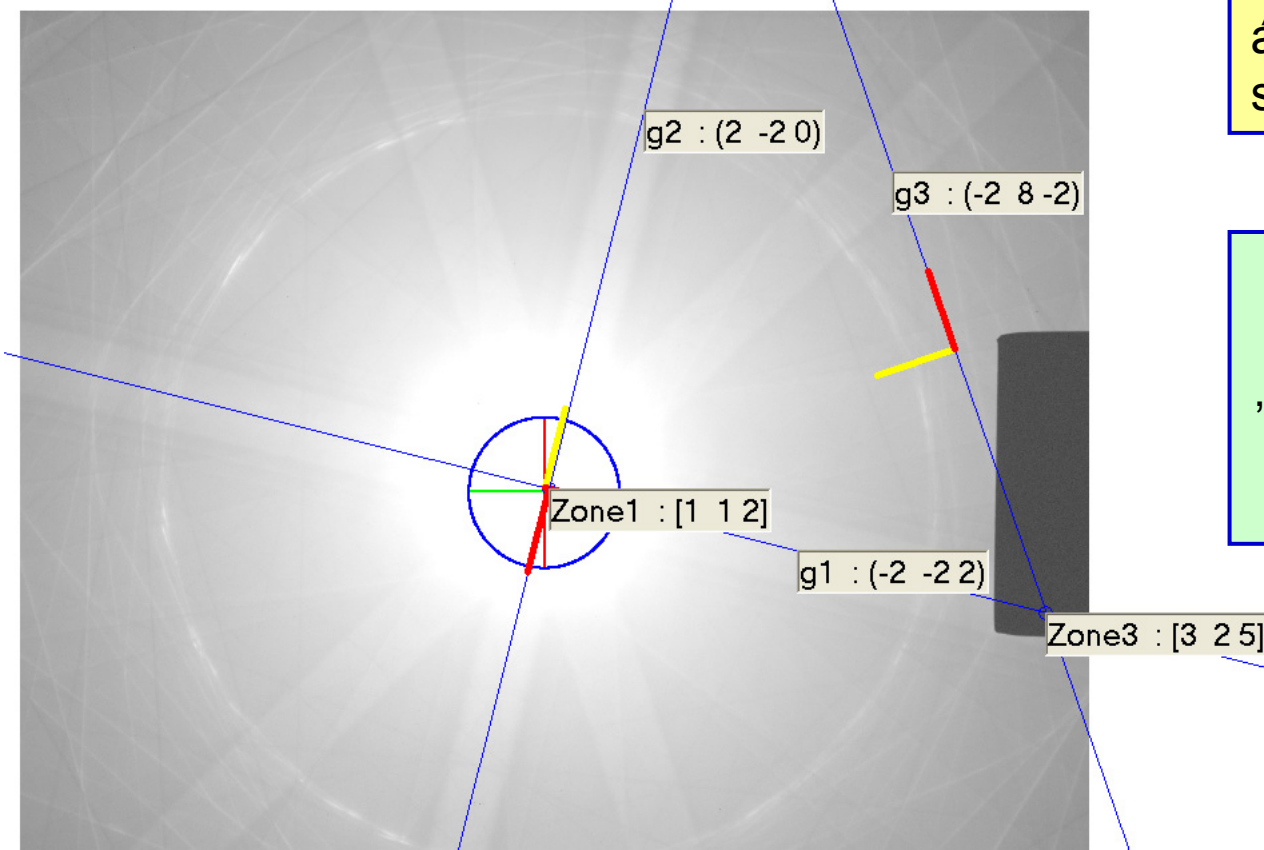 á
s
g2 : (2 -2 0)
g3 : (-2 8 -2)
,
Zone1 : [1 1 2]
g1 : (-2 -2 2)
Zone3 : [3 2 5]